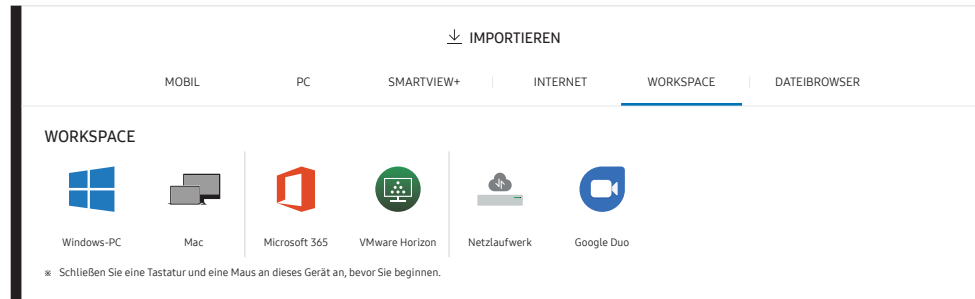 IMPORTIEREN
MOBIL PC SMARTVIEW+ INTERNET WORKSPACE DATEIBROWSER
WORKSPACE
Windows-PC Mac Microsoft 365 VMware Horizon Netzlaufwerk Google Duo
※ Schließen Sie eine Tastatur und eine Maus an dieses Gerät an, bevor Sie beginnen.